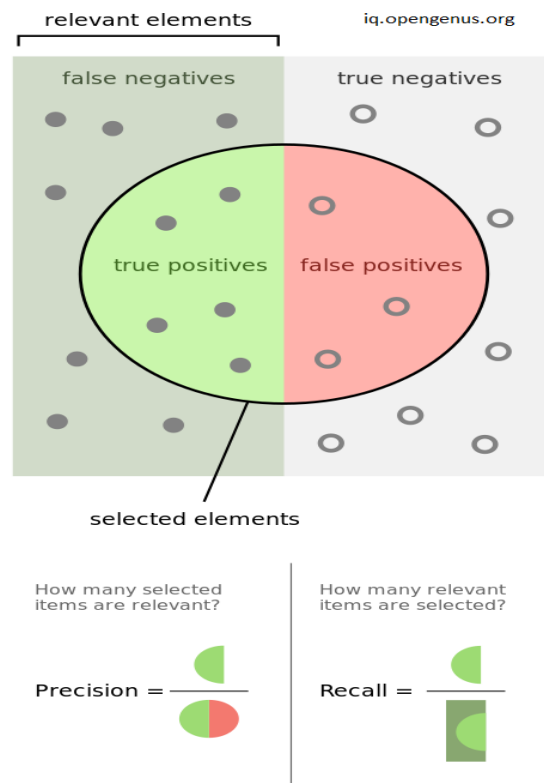 relevant elements
iq.opengenus.org
false negatives
true negatives
true positives
false positives
selected elements
How many selected
items are relevant?
How many relevant
items are selected?
Precision =
Recall =